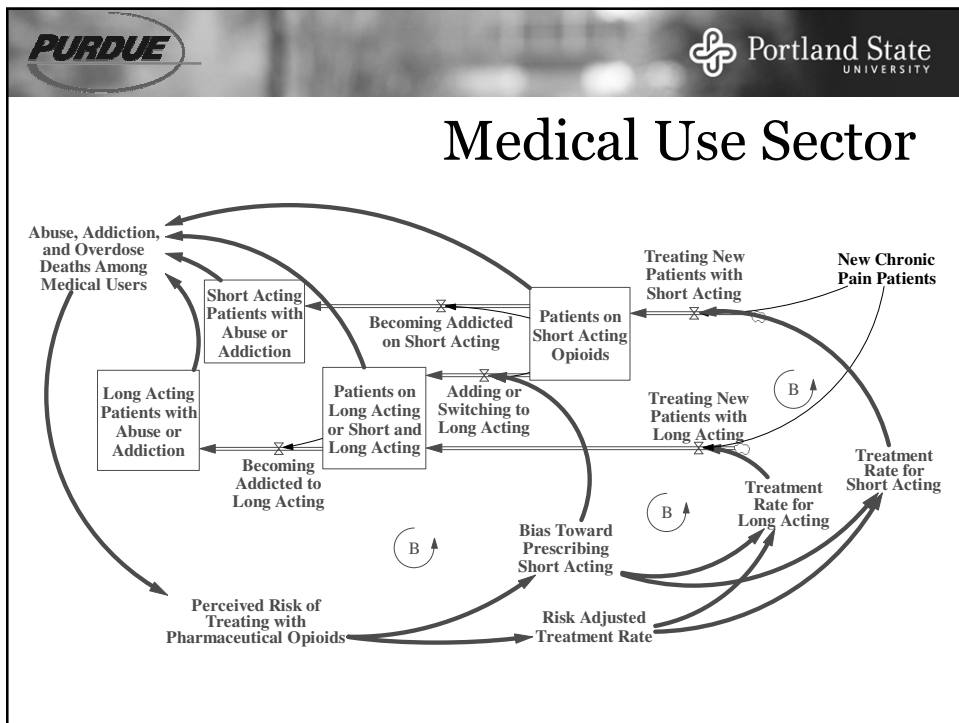 PURDUE
Portland State
UNIVERSITY
Medical Use Sector
Abuse, Addiction,
and Overdose
Deaths Among
Medical Users
Short Acting
Patients with
Abuse or
Addiction
Becoming Addicted
on Short Acting
Patients on
Short Acting
Opioids
Treating New
Patients with
Short Acting
New Chronic
Pain Patients
Long Acting
Patients with
Abuse or
Addiction
Becoming
Addicted to
Long Acting
Patients on
Long Acting
or Short and
Long Acting
Adding or
Switching to
Long Acting
Treating New
Patients with
Long Acting
B
Treatment
Rate for
Short Acting
Treatment
Rate for
Long Acting
B
B
Bias Toward
Prescribing
Short Acting
Perceived Risk of
Treating with
Pharmaceutical Opioids
Risk Adjusted
Treatment Rate